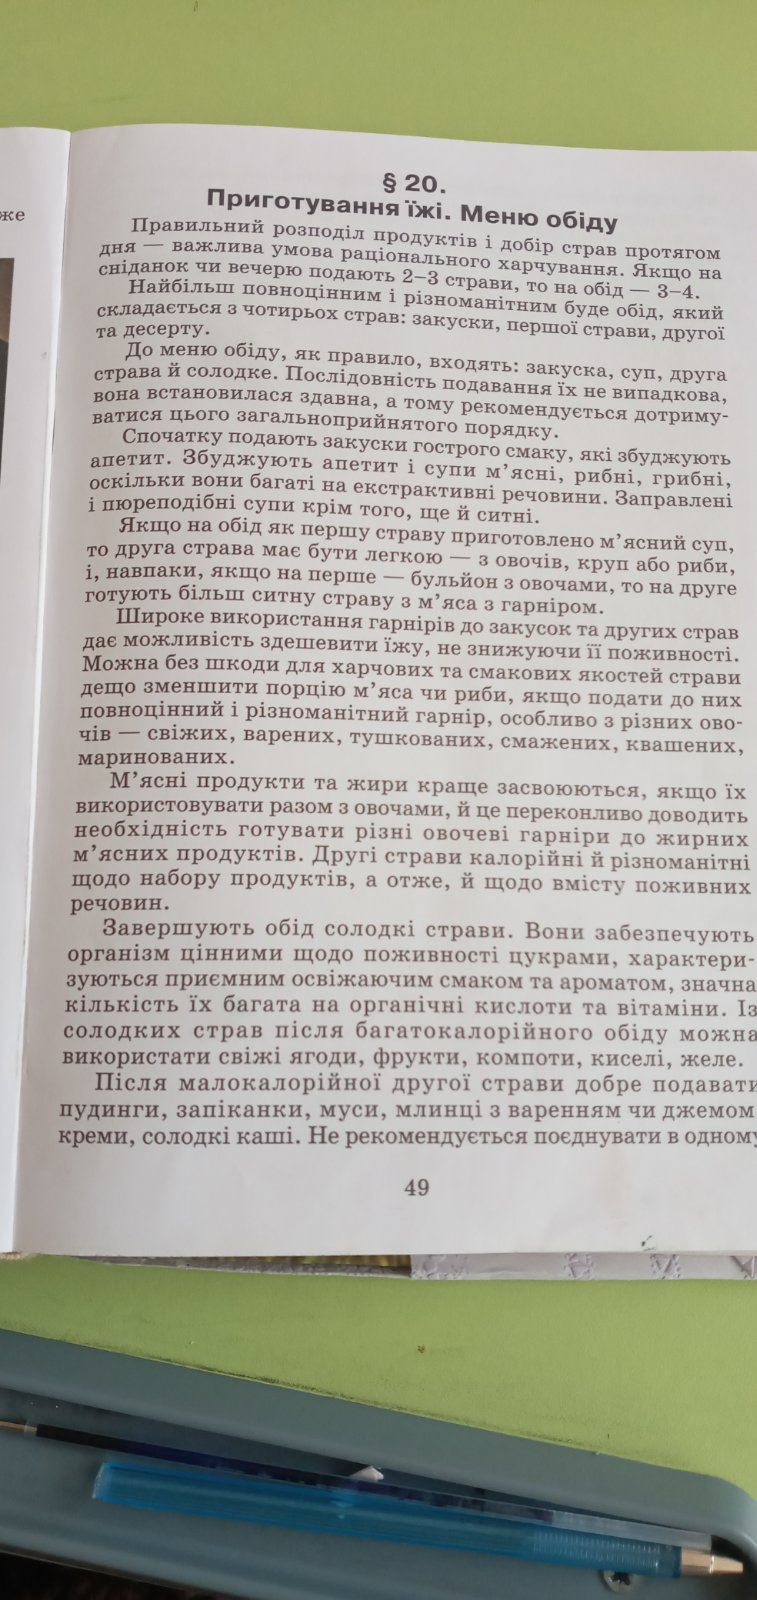 же
§ 20.
Приготування їжі. Меню обіду
Правильний розподіл продуктів і добір страв протягом
дня — важлива умова раціонального харчування. Якщо на
сніданок чи вечерю подають 2–3 страви, то на обід — 3–4.
Найбільш повноцінним і різноманітним буде обід, який
складається з чотирьох страв: закуски, першої страви, другої
та десерту.
До меню обіду, як правило, входять: закуска, суп, друга
страва й солодке. Послідовність подавання їх не випадкова,
вона встановилася здавна, а тому рекомендується дотриму-
ватися цього загальноприйнятого порядку.
Спочатку подають закуски гострого смаку, які збуджують
апетит. Збуджують апетит і супи м’ясні, рибні, грибні,
оскільки вони багаті на екстрактивні речовини. Заправлені
і пюреподібні супи крім того, ще й ситні.
Якщо на обід як першу страву приготовлено м’ясний суп,
то друга страва має бути легкою — з овочів, круп або риби,
і, навпаки, якщо на перше — бульйон з овочами, то на друге
готують більш ситну страву з м’яса з гарніром.
Широке використання гарнірів до закусок та других страв
дає можливість здешевити їжу, не знижуючи її поживності.
Можна без шкоди для харчових та смакових якостей страви
дещо зменшити порцію м’яса чи риби, якщо подати до них
повноцінний і різноманітний гарнір, особливо з різних ово-
чів — свіжих, варених, тушкованих, смажених, квашених,
маринованих.
М’ясні продукти та жири краще засвоюються, якщо їх
використовувати разом з овочами, й це переконливо доводить
необхідність готувати різні овочеві гарніри до жирних
м’ясних продуктів. Другі страви калорійні й різноманітні
щодо набору продуктів, а отже, й щодо вмісту поживних
речовин.
Завершують обід солодкі страви. Вони забезпечують
організм цінними щодо поживності цукрами, характери-
зуються приємним освіжаючим смаком та ароматом, значна
кількість їх багата на органічні кислоти та вітаміни. Із
солодких страв після багатокалорійного обіду можна
використати свіжі ягоди, фрукти, компоти, киселі, желе.
Після малокалорійної другої страви добре подавати
пудинги, запіканки, муси, млинці з варенням чи джемом
креми, солодкі каші. Не рекомендується поєднувати в одному
49